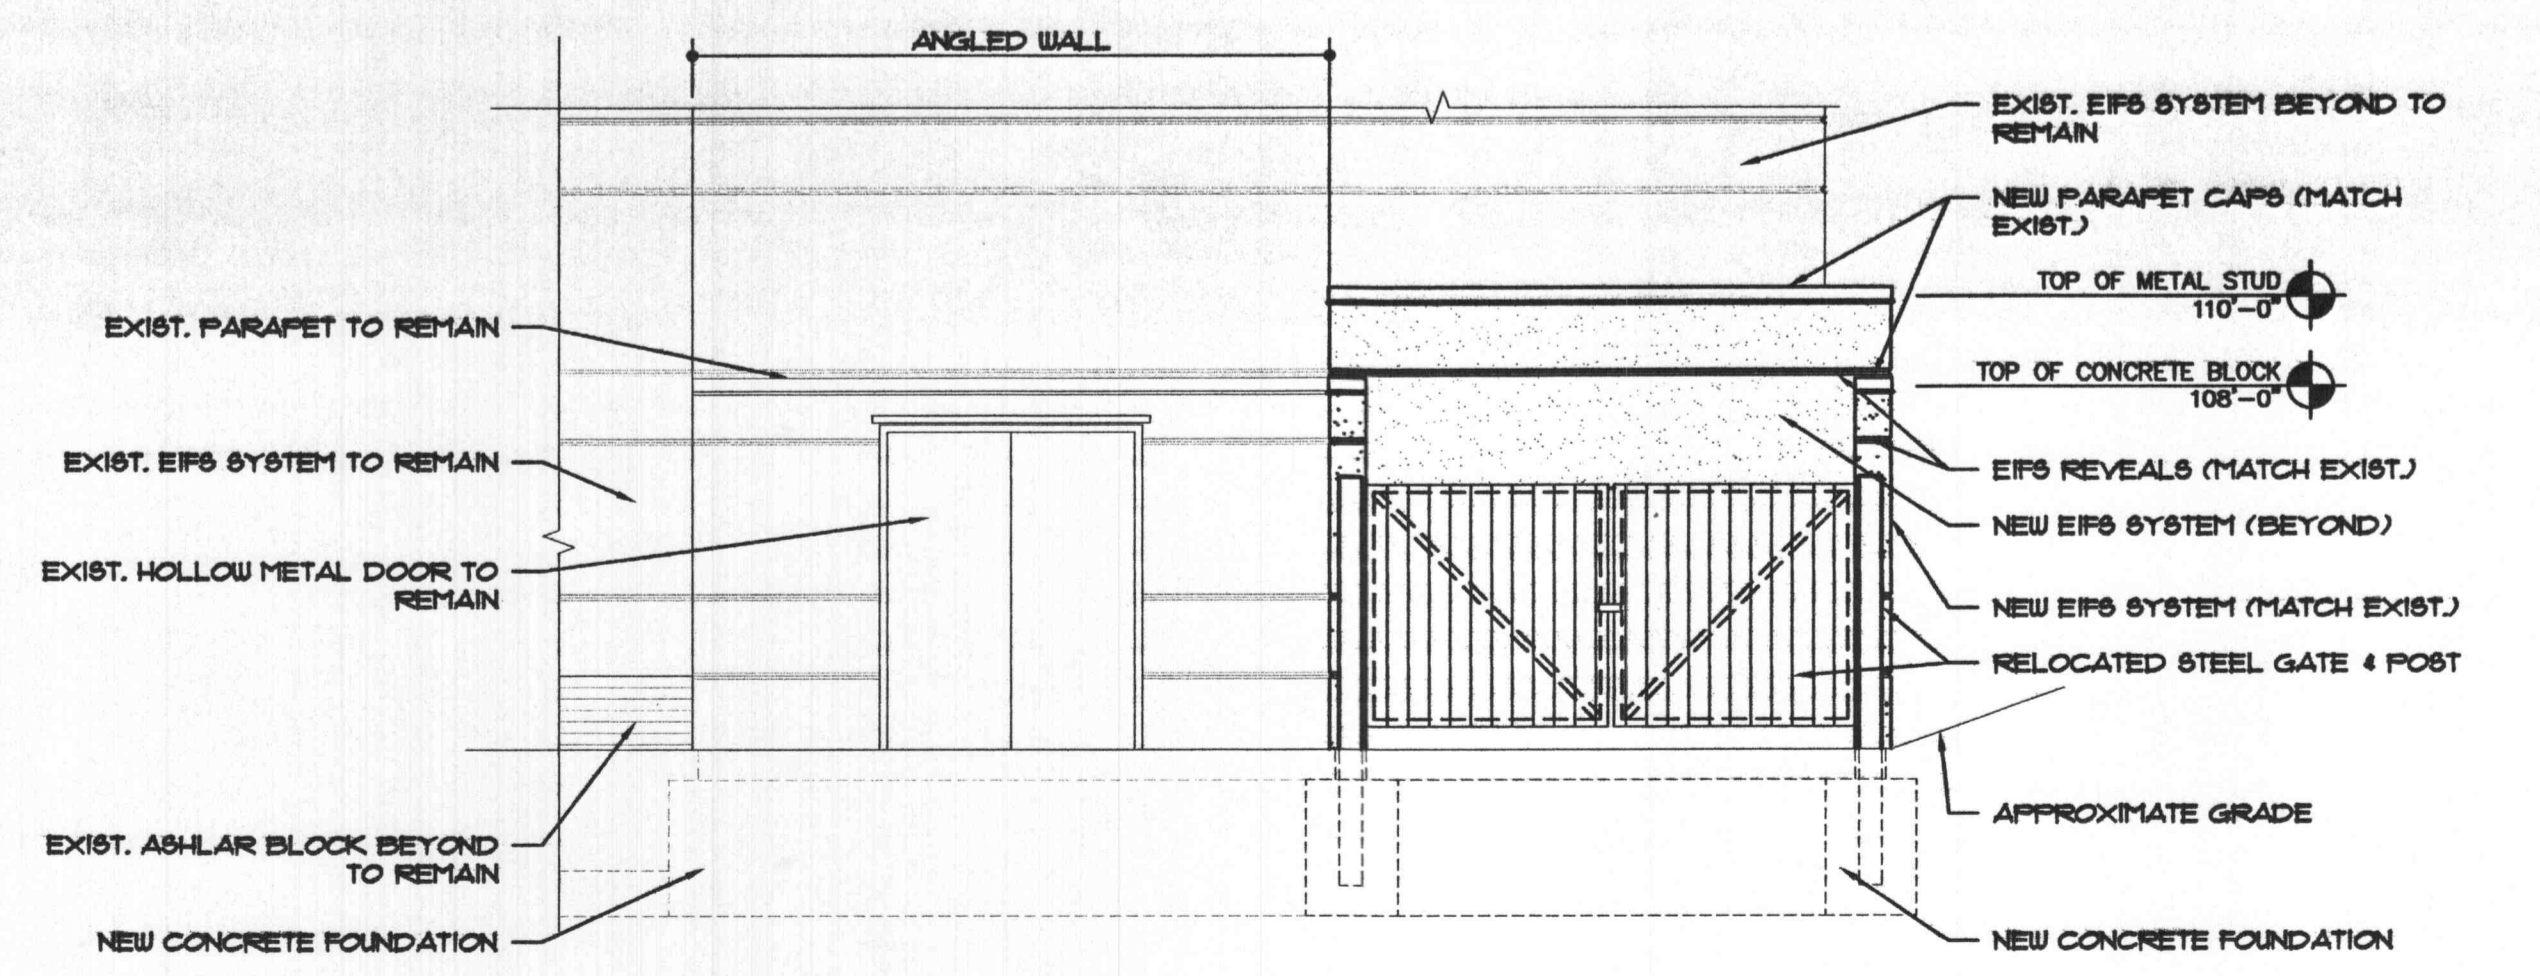 ANGLED WALL
EXIST. EIFS SYSTEM BEYOND TO
REMAIN
NEW PARAPET CAPS (MATCH
EXIST.)
TOP OF METAL STUD
110'-0"
EXIST. PARAPET TO REMAIN
TOP OF CONCRETE BLOCK
108'-0"
EXIST. EIFS SYSTEM TO REMAIN
EIFS REVEALS (MATCH EXIST.)
NEW EIFS SYSTEM (BEYOND)
EXIST. HOLLOW METAL DOOR TO
REMAIN
NEW EIFS SYSTEM (MATCH EXIST.)
RELOCATED STEEL GATE & POST
APPROXIMATE GRADE
EXIST. ASHLAR BLOCK BEYOND
TO REMAIN
NEW CONCRETE FOUNDATION
NEW CONCRETE FOUNDATION